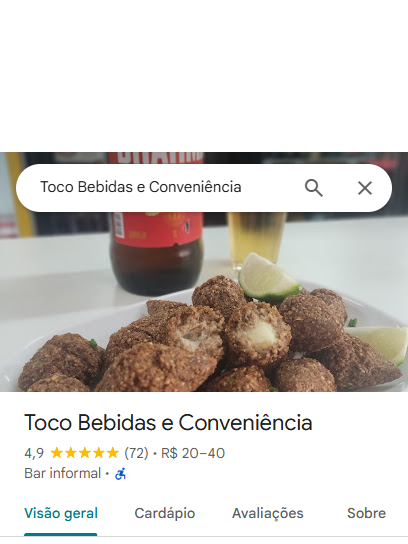 Toco Bebidas e Conveniência
Toco Bebidas e Conveniência
4,9 ★★★★★ (72) • R$ 20–40
Bar informal •
Visão geral Cardápio Avaliações Sobre